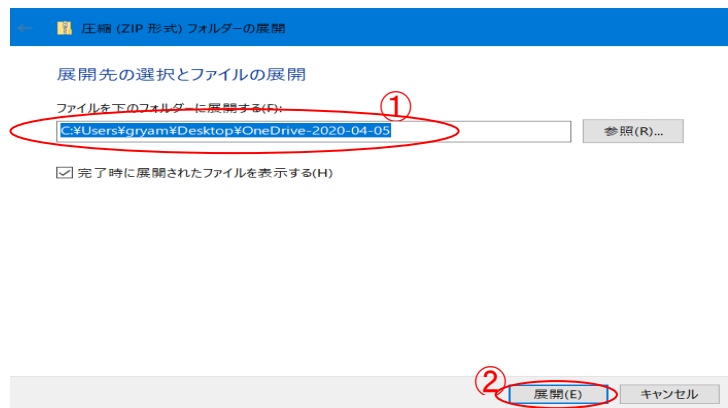 圧縮 (ZIP 形式) フォルダーの展開
展開先の選択とファイルの展開
ファイルを下のフォルダーに展開する(F):
①
C:¥Users¥gryam¥Desktop¥OneDrive-2020-04-05
参照(R)...
完了時に展開されたファイルを表示する(H)
②
展開(E)
キャンセル